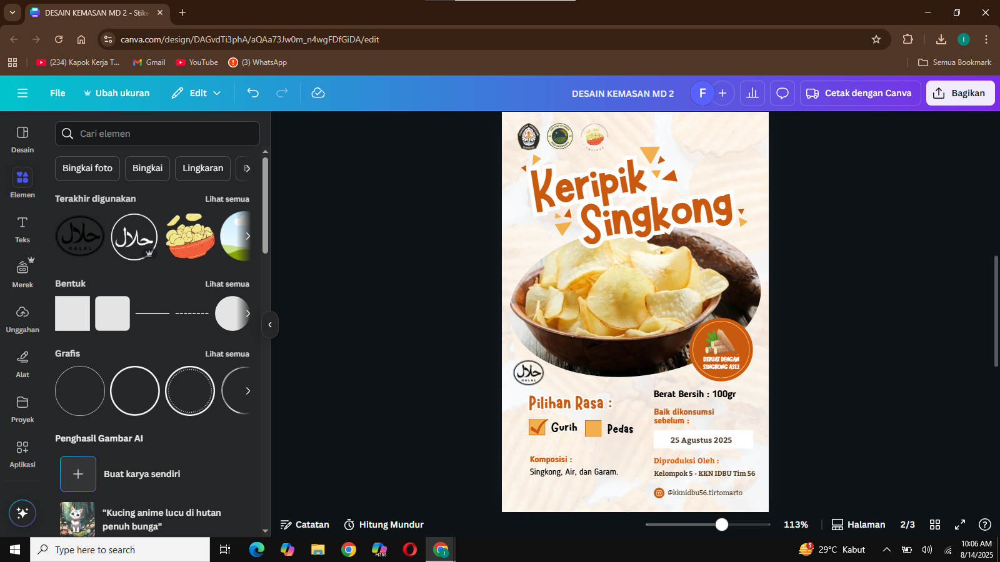 DESAIN KEMASAN MD 2 - Stike
canva.com/design/DAGvdTi3phA/aQAa73Jw0m_n4wgFDfGiDA/edit
(234) Kapok Kerja T...
Gmail
YouTube
(3) WhatsApp
Semua Bookmark
File
Ubah ukuran
Edit
DESAIN KEMASAN MD 2
F
Cetak dengan Canva
Bagikan
Desain
Elemen
Teks
Merek
Unggahan
Alat
Proyek
Aplikasi
Cari elemen
Bingkai foto
Bingkai
Lingkaran
Terakhir digunakan
Lihat semua
حلال
HALAL
حلال
Bentuk
Lihat semua
Grafis
Lihat semua
Penghasil Gambar AI
Buat karya sendiri
"Kucing anime lucu di hutan
penuh bunga"
CASSAVA
Keripik
Singkong
DIBUAT DENGAN
SINGKONG ASLI
حلال
HALAL
Pilihan Rasa :
Gurih
Pedas
Komposisi :
Singkong, Air, dan Garam.
Berat Bersih : 100gr
Baik dikonsumsi
sebelum :
25 Agustus 2025
Diproduksi Oleh :
Kelompok 5 - KKN IDBU Tim 56
@kknidbu56.tirtomarto
Catatan
Hitung Mundur
113%
Halaman
2/3
Type here to search
M365
5
29°C Kabut
10:06 AM
8/14/2025